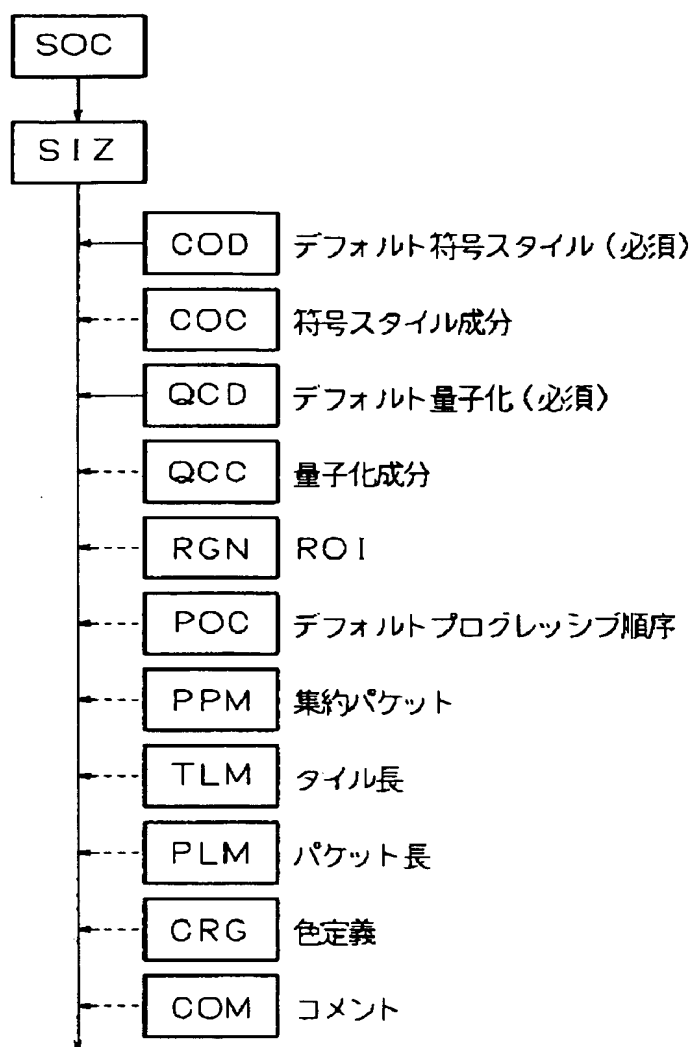 SOC
SIZ
COD デフォルト符号スタイル(必須)
COC 符号スタイル成分
QCD デフォルト量子化(必須)
QCC 量子化成分
RGN ROI
POC デフォルトプログレッシブ順序
PPM 集約パケット
TLM タイル長
PLM パケット長
CRG 色定義
COM コメント